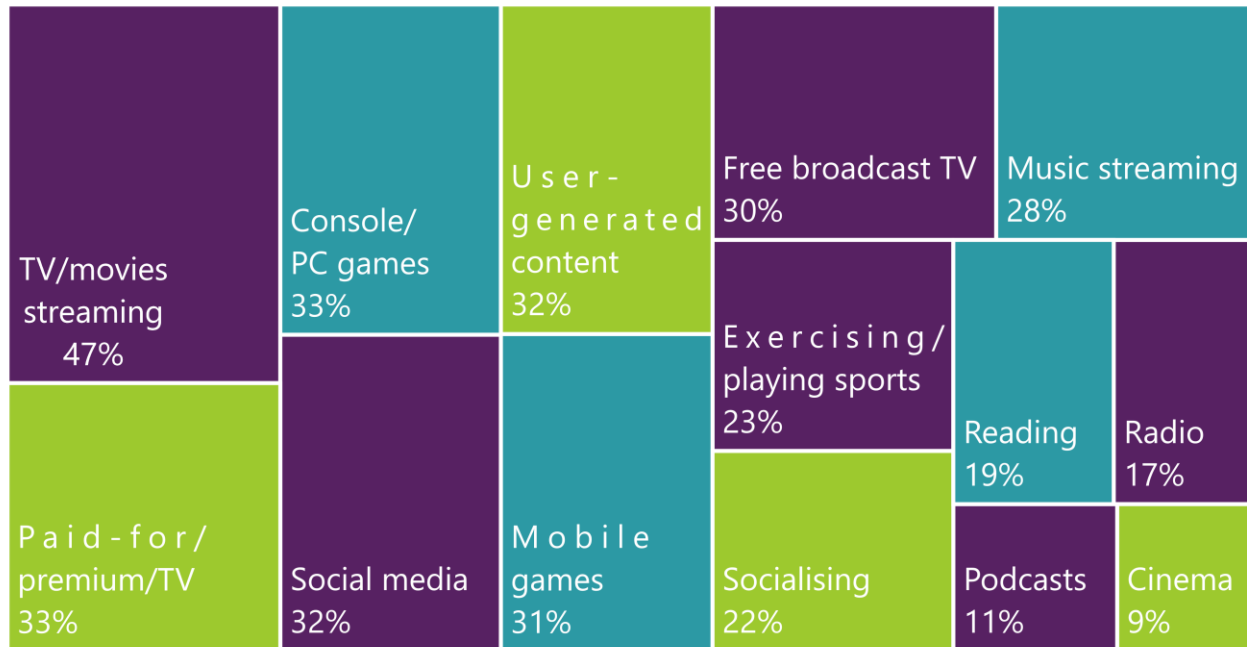 TV/movies
streaming
47%
Paid-for/
premium/TV
33%
Console/
PC games
33%
Social media
32%
User-
generated
content
32%
Mobile
games
31%
Free broadcast TV
30%
Music streaming
28%
Exercising/
playing sports
23%
Socialising
22%
Reading
19%
Radio
17%
Podcasts
11%
Cinema
9%